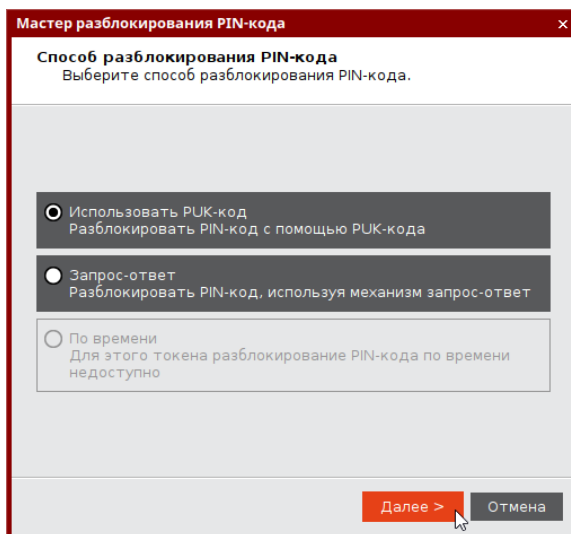 Мастер разблокирования PIN-кода
Способ разблокирования PIN-кода
Выберите способ разблокирования PIN-кода.
Использовать PUK-код
Разблокировать PIN-код с помощью PUK-кода
Запрос-ответ
Разблокировать PIN-код, используя механизм запрос-ответ
По времени
Для этого токена разблокирование PIN-кода по времени
недоступно
Далее >
Отмена